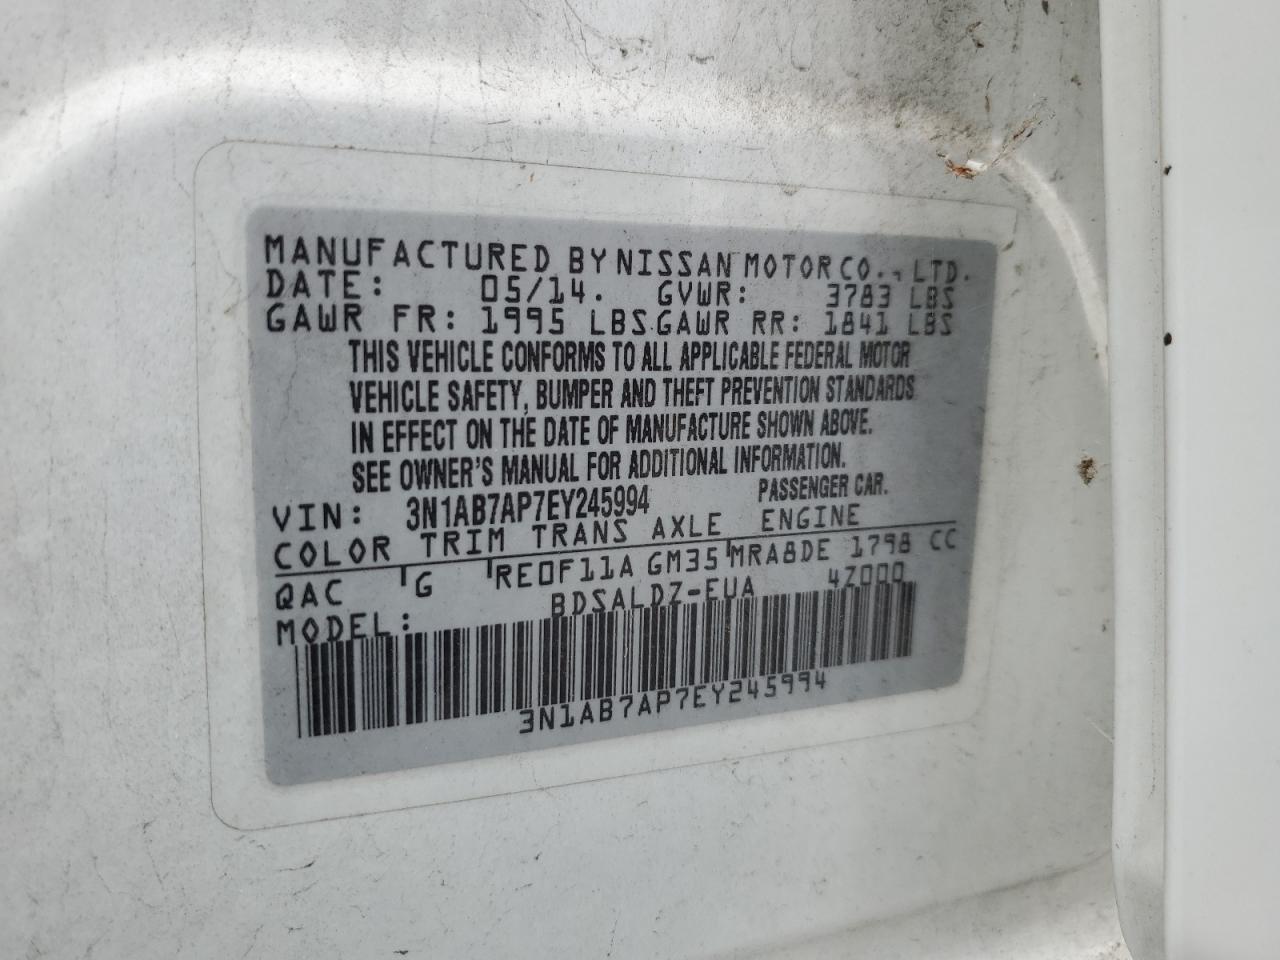 MANUFACTURED BY NISSAN MOTOR CO., LTD.
DATE: 05/14. GVWR: 3783 LBS
GAWR FR: 1995 LBS GAWR RR: 1841 LBS
THIS VEHICLE CONFORMS TO ALL APPLICABLE FEDERAL MOTOR
VEHICLE SAFETY, BUMPER AND THEFT PREVENTION STANDARDS
IN EFFECT ON THE DATE OF MANUFACTURE SHOWN ABOVE.
SEE OWNER'S MANUAL FOR ADDITIONAL INFORMATION.
VIN: 3N1AB7AP7EY245994 PASSENGER CAR.
COLOR TRIM TRANS AXLE ENGINE
QAC G RE0F11A GM35 MRA8DE 1798 CC
MODEL: BDSALDZ-EUA 4Z000
3N1AB7AP7EY245994